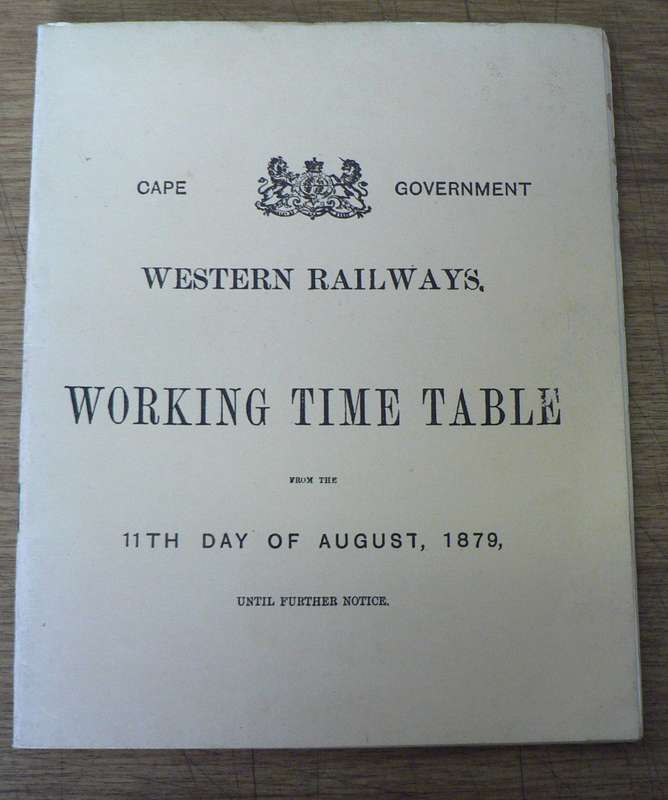 CAPE GOVERNMENT
WESTERN RAILWAYS.
WORKING TIME TABLE
FROM THE
11TH DAY OF AUGUST, 1879,
UNTIL FURTHER NOTICE.